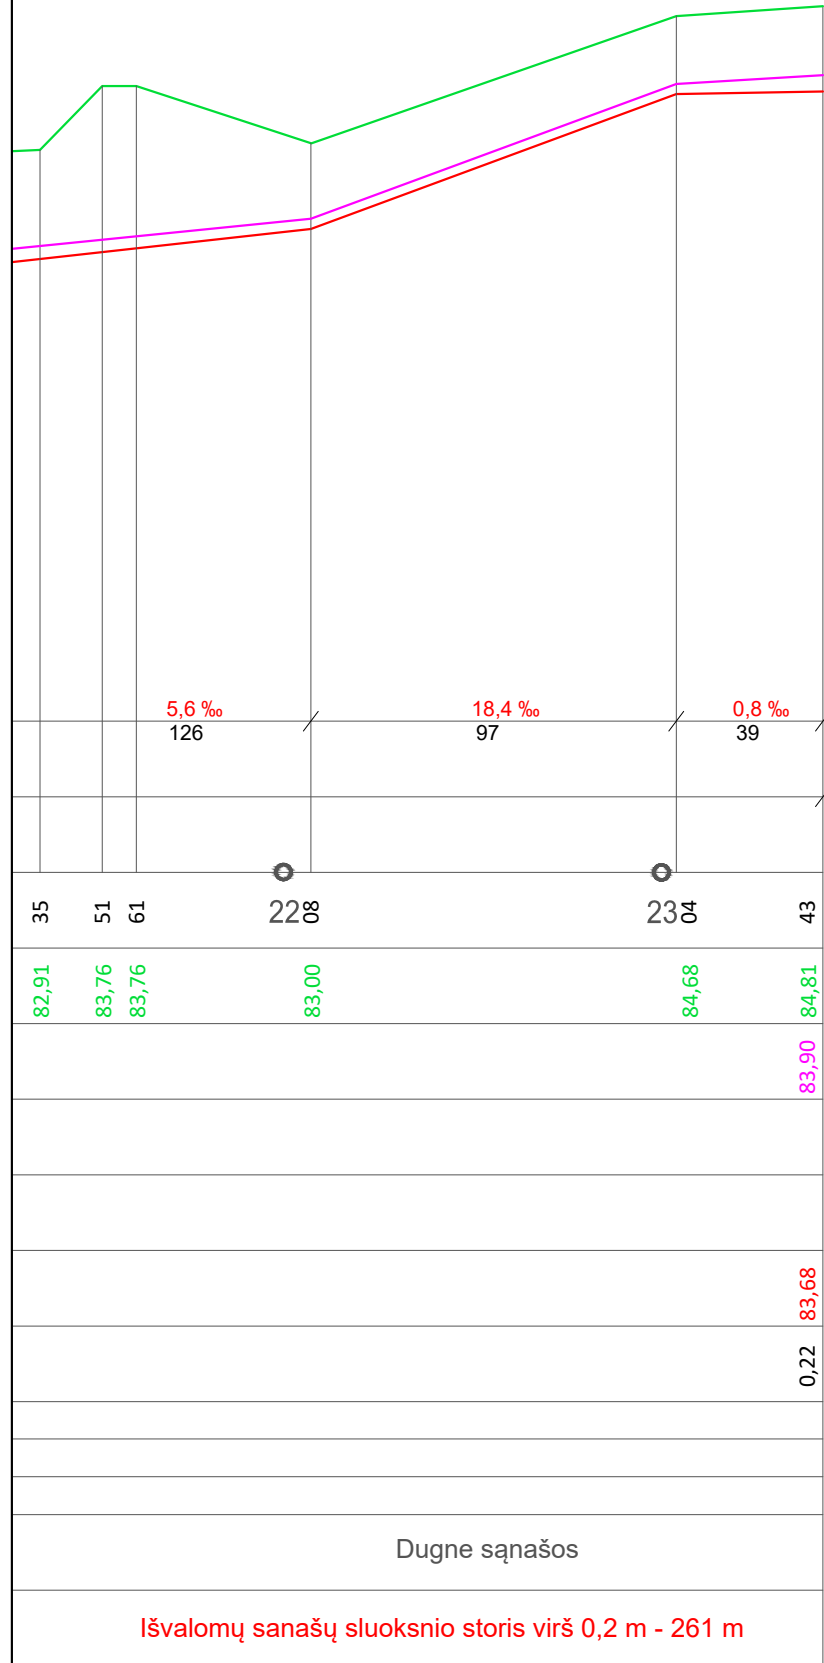 5,6 ‰ 18,4 ‰ 0,8 ‰
126 97 39
35 51 61 22 08 23 04 43
82,91 83,76 83,76 83,00 84,68 84,81
83,90
83,68
0,22
Dugne sąnašos
Išvalomų sanašų sluoksnio storis virš 0,2 m - 261 m